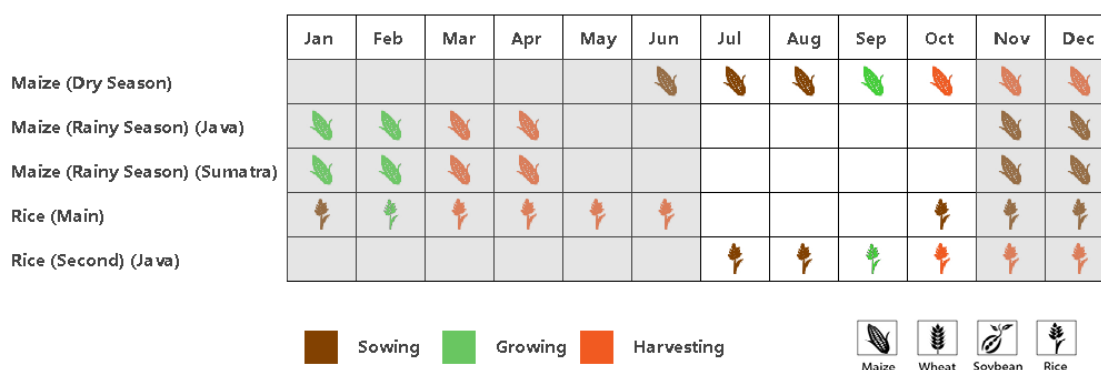 Jan Feb Mar Apr May Jun Jul Aug Sep Oct Nov Dec
Maize (Dry Season)
Maize (Rainy Season) (Java)
Maize (Rainy Season) (Sumatra)
Rice (Main)
Rice (Second) (Java)
Sowing Growing Harvesting
Maize Wheat Soybean Rice